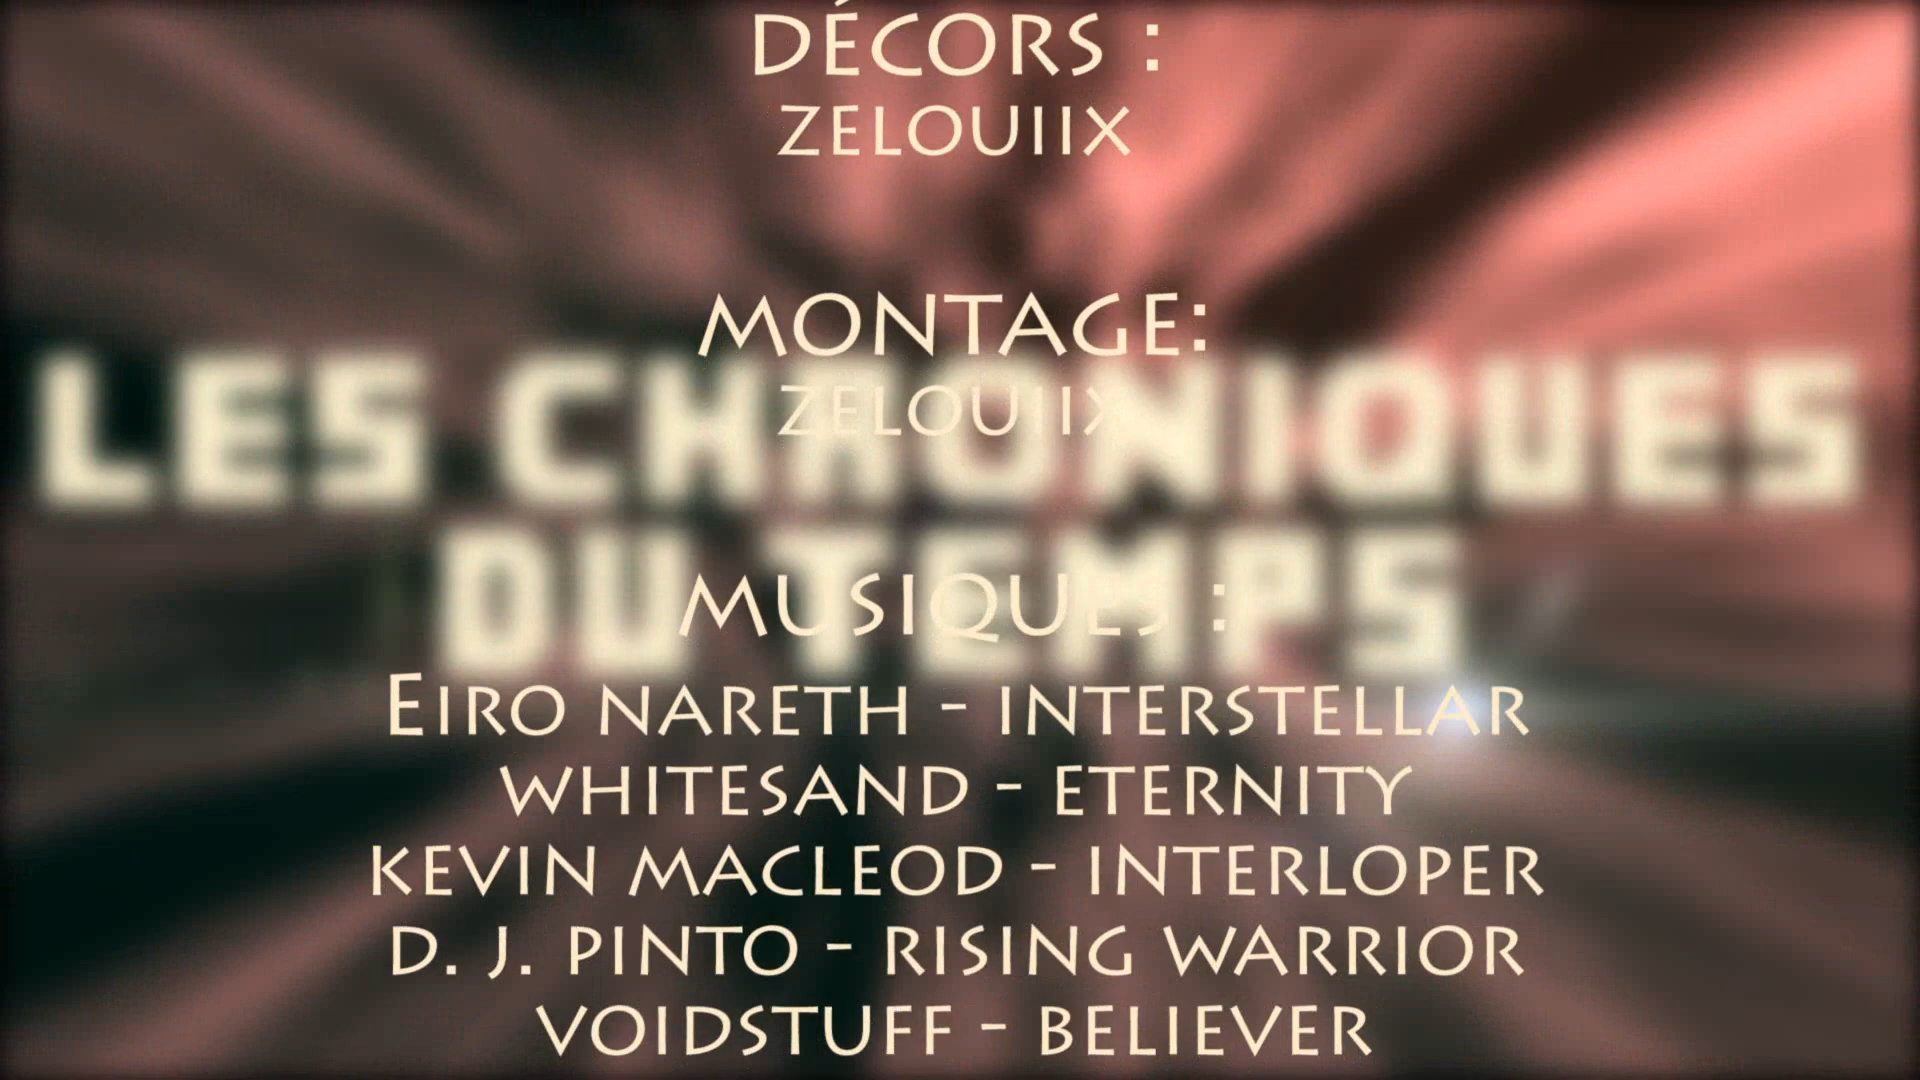 DÉCORS :
ZELOUIIX
MONTAGE:
ZELOUIIX
LES CHRONIQUES
DU TEMPS
MUSIQUES :
EIRO NARETH - INTERSTELLAR
WHITESAND - ETERNITY
KEVIN MACLEOD - INTERLOPER
D. J. PINTO - RISING WARRIOR
VOIDSTUFF - BELIEVER